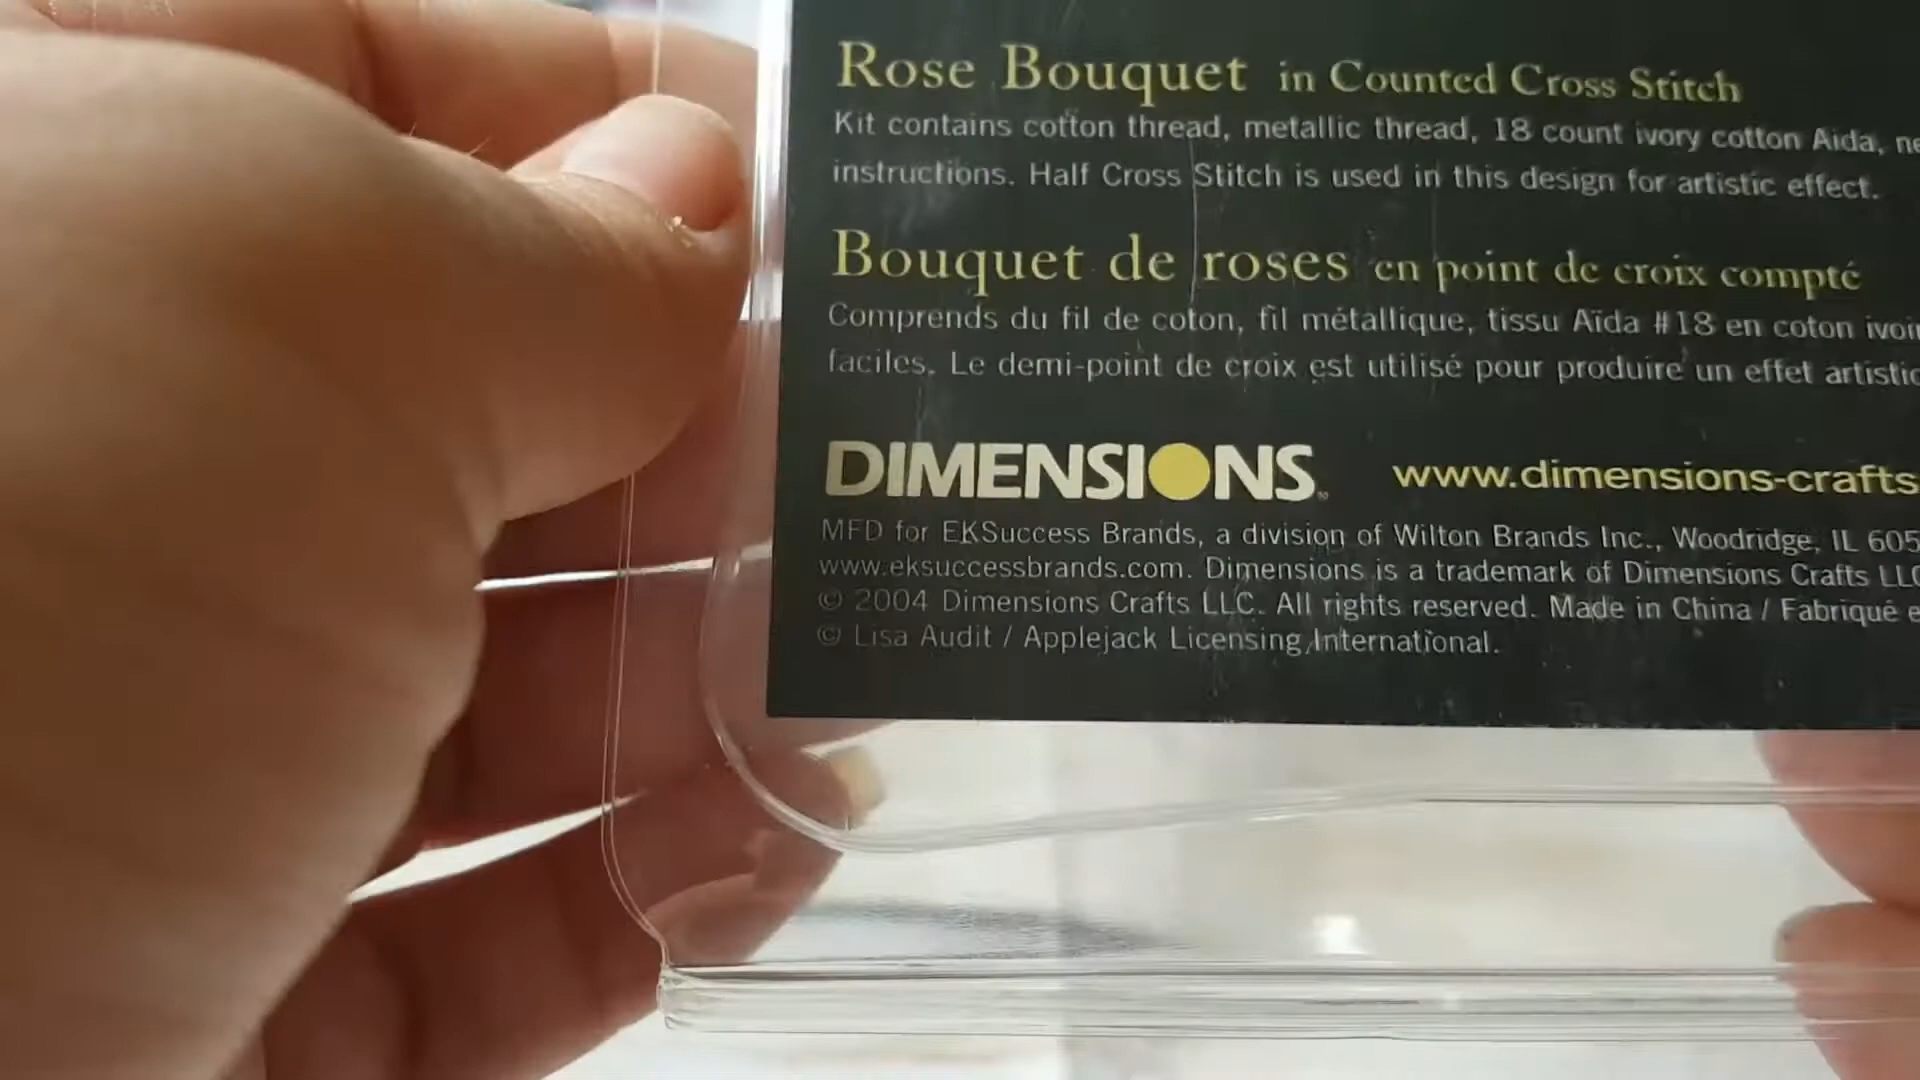 Rose Bouquet in Counted Cross Stitch
Kit contains cotton thread, metallic thread, 18 count ivory cotton Aida,
instructions. Half Cross Stitch is used in this design for artistic effect.
Bouquet de roses en point de croix compté
Comprends du fil de coton, fil métallique, tissu Aïda #18 en coton
faciles. Le demi-point de croix est utilisé pour produire un effet
DIMENSIONS
www.dimensions-crafts
MFD for EKSuccess Brands, a division of Wilton Brands Inc., Woodridge, IL
www.eksuccessbrands.com. Dimensions is a trademark of Dimensions Crafts LLC
© 2004 Dimensions Crafts LLC. All rights reserved. Made in China / Fabriqué
© Lisa Audit / Applejack Licensing International.